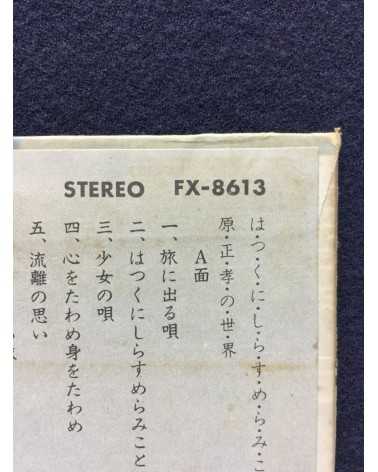 STEREO FX-8613
は・つ・く・に・し・ら・す・め・ら・み・こ
原・正・孝・の・世・界
A面
一、旅に出る唄
二、はつくにしらすめらみこと
三、少女の唄
四、心をたわめ身をたわめ
五、流離の思い